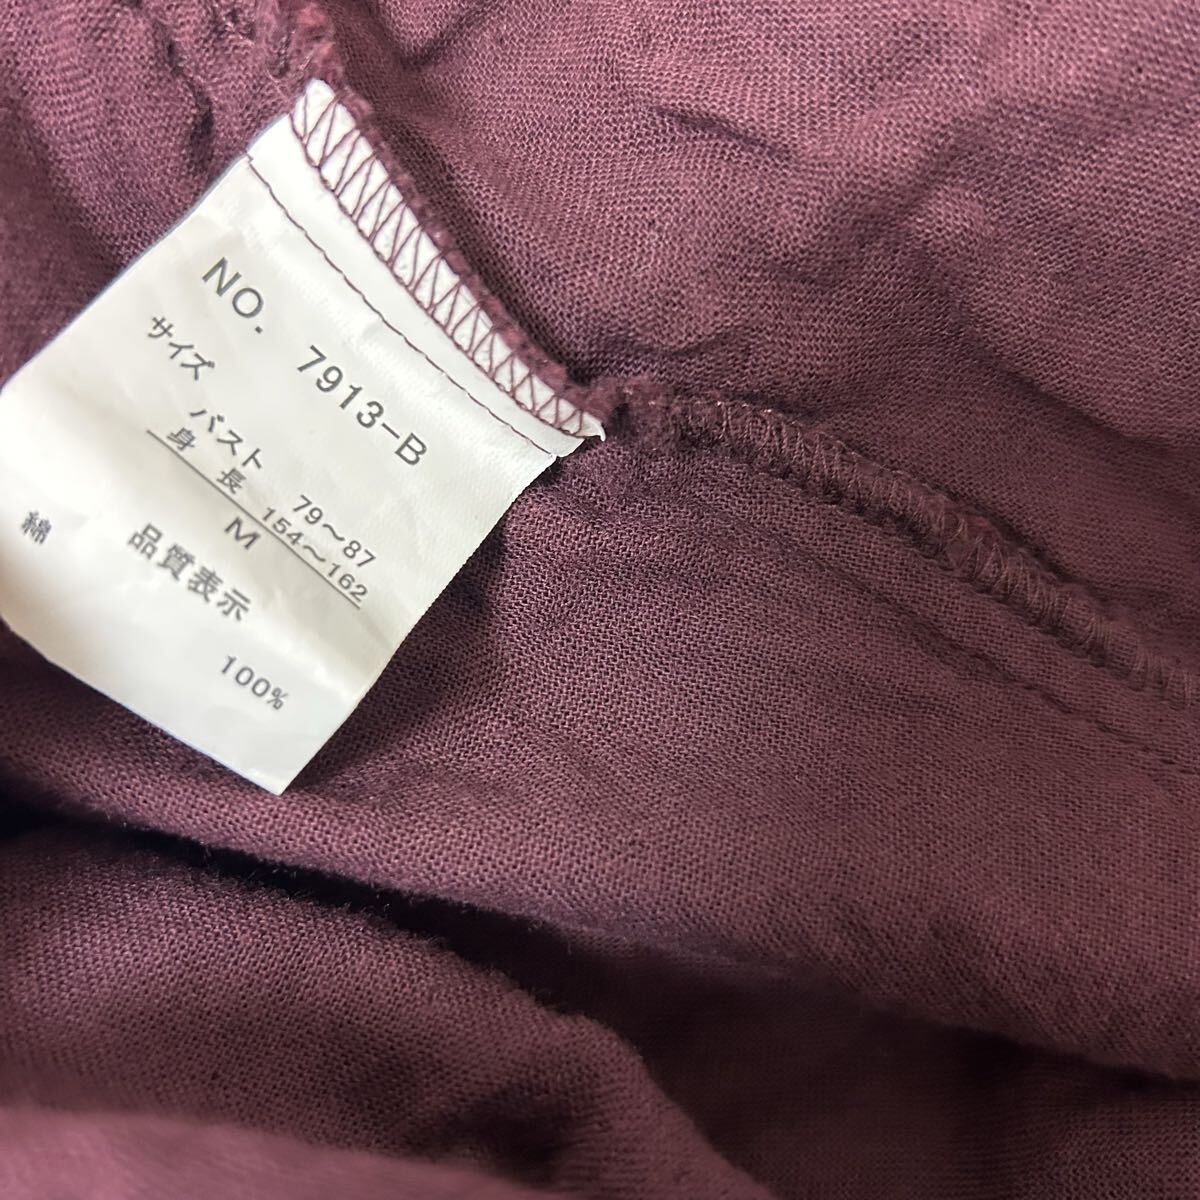 NO. 7913-B
サイズ
バスト 79〜87
身長 154〜162
M
品質表示
綿 100%